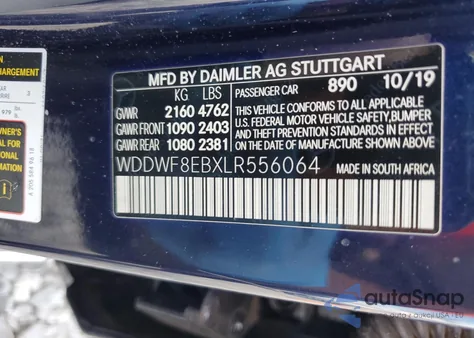 MFD BY DAIMLER AG STUTTGART
KG LBS PASSENGER CAR 890 10/19
GVWR 2160 4762 THIS VEHICLE CONFORMS TO ALL APPLICABLE
GAWR FRONT 1090 2403 U.S. FEDERAL MOTOR VEHICLE SAFETY, BUMPER
GAWR REAR 1080 2381 AND THEFT PREVENTION STANDARDS IN EFFECT ON THE DATE OF MANUFACTURE SHOWN ABOVE
WDDWF8EBXLR556064 MADE IN SOUTH AFRICA
CHARGEMENT
OWNER'S
autoSnap